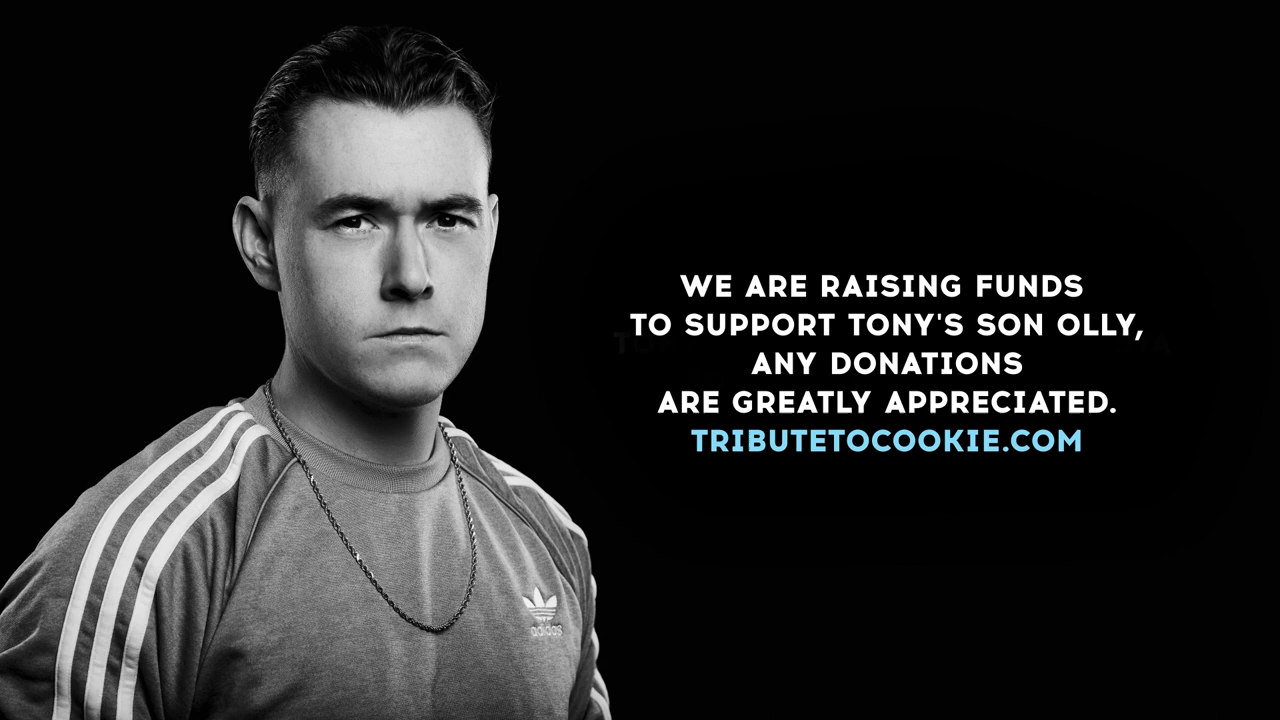 WE ARE RAISING FUNDS
TO SUPPORT TONY'S SON OLLY,
ANY DONATIONS
ARE GREATLY APPRECIATED.
TRIBUTETOCOOKIE.COM
adidas